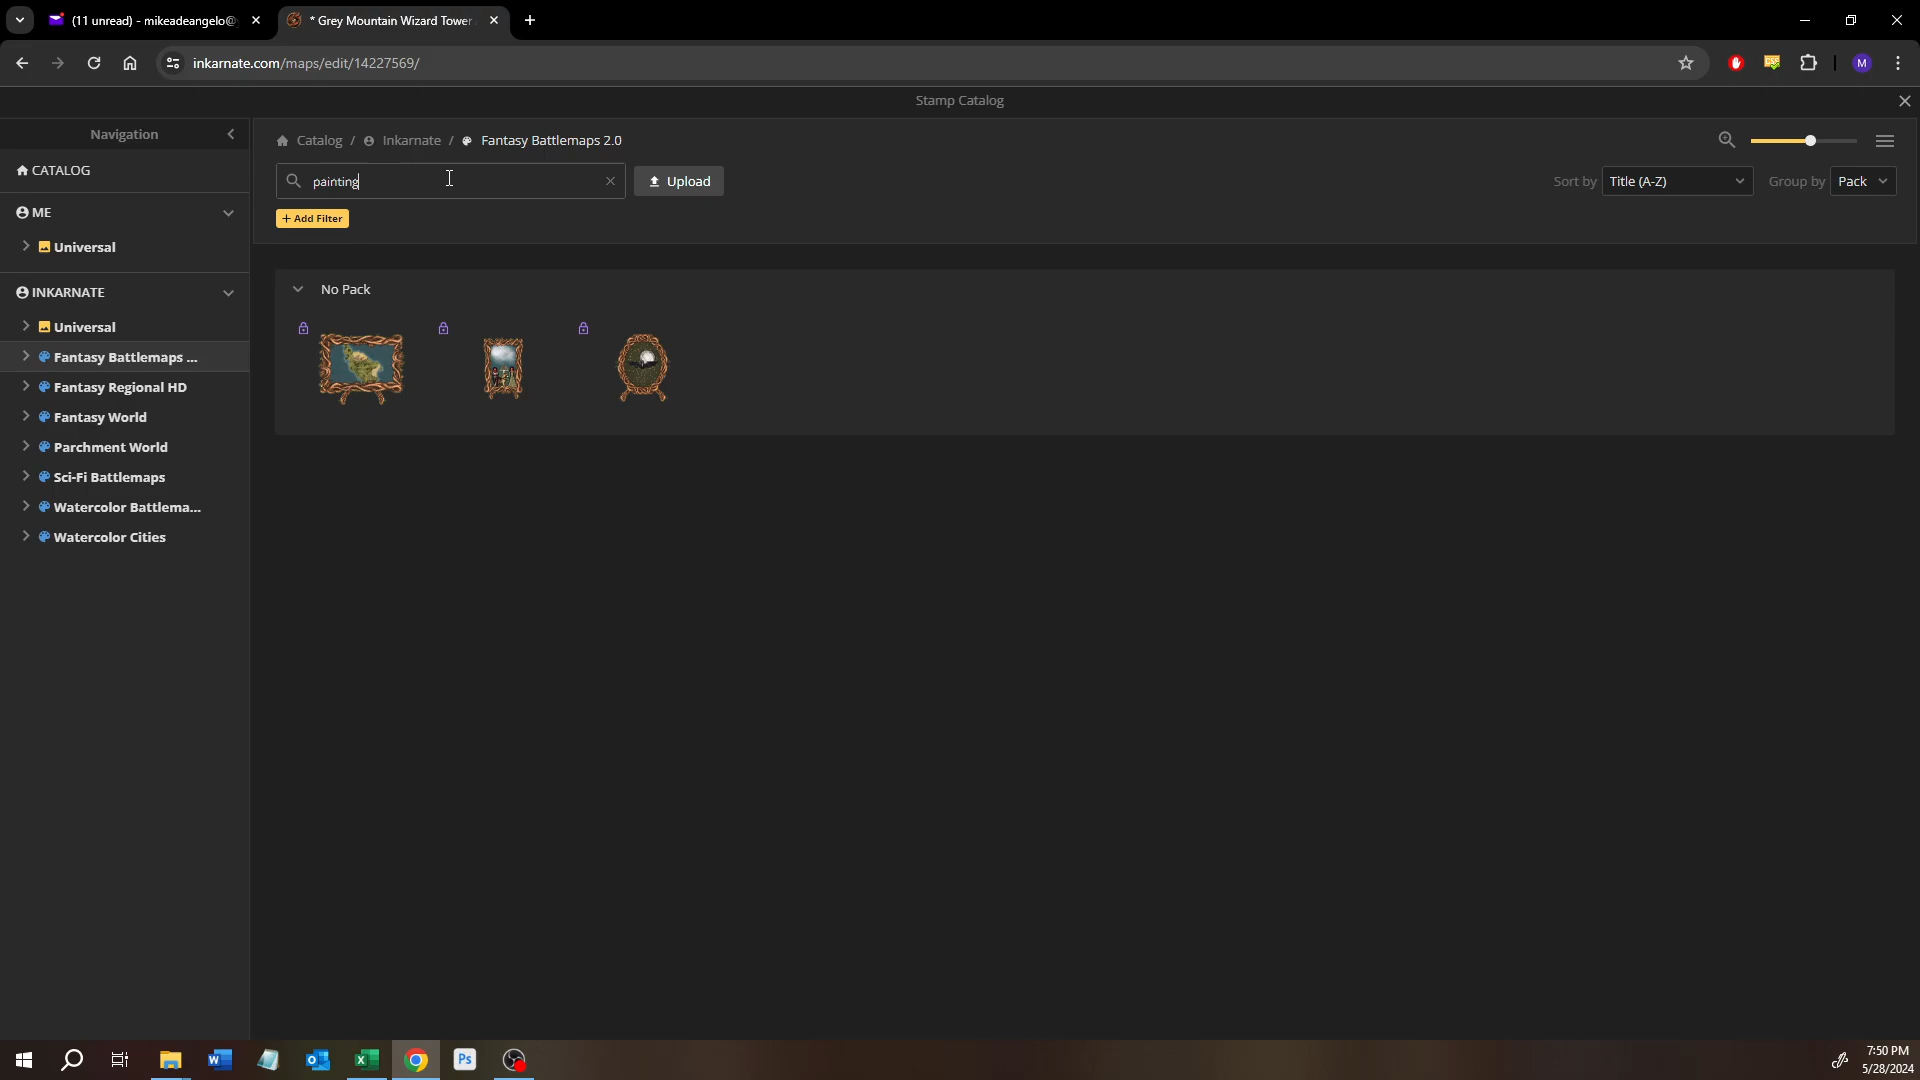 (11 unread) - mikeadeangelo@
* Grey Mountain Wizard Tower
inkarnate.com/maps/edit/14227569/
M
Stamp Catalog
Navigation
CATALOG
ME
Universal
INKARNATE
Universal
Fantasy Battlemaps ...
Fantasy Regional HD
Fantasy World
Parchment World
Sci-Fi Battlemaps
Watercolor Battlema...
Watercolor Cities
Catalog / Inkarnate / Fantasy Battlemaps 2.0
painting
Upload
Sort by Title (A-Z)
Group by Pack
+ Add Filter
No Pack
Ps
7:50 PM
5/28/2024